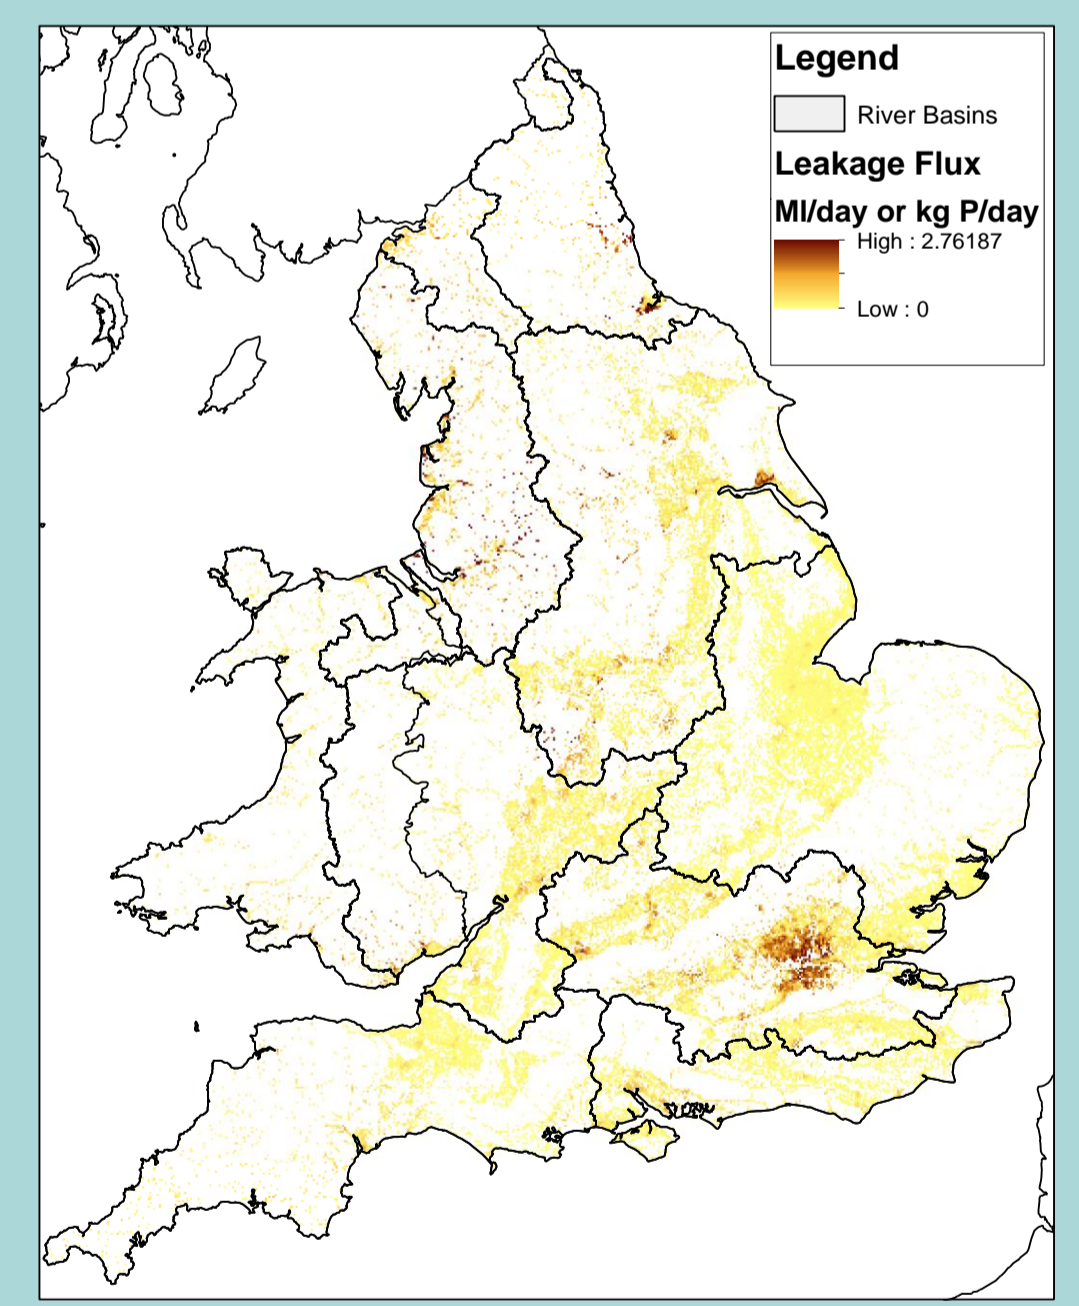 Legend
River Basins
Leakage Flux
Ml/day or kg P/day
High : 2.76187
Low : 0